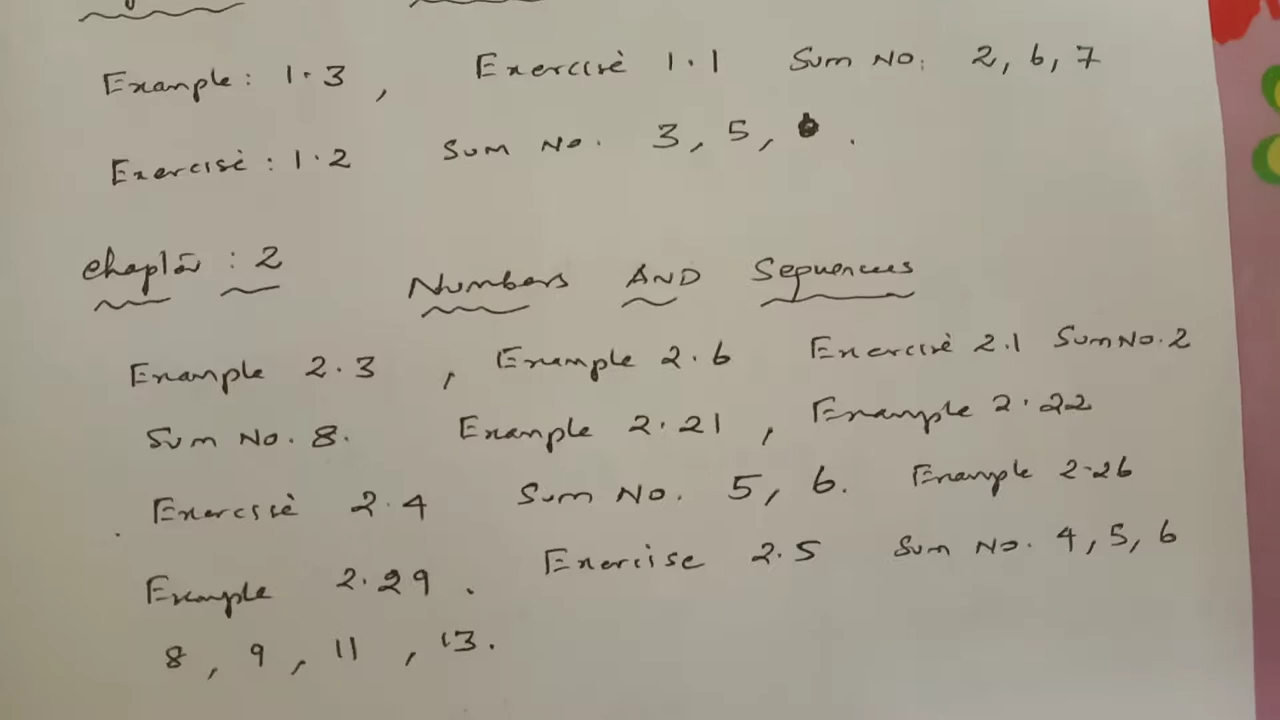 Example: 1.3 , Exercise 1.1 Sum No: 2, 6, 7
Exercise: 1.2 Sum No. 3, 5, 6 .
Chapter : 2 Numbers AND Sequences
Example 2.3 , Example 2.6 Exercise 2.1 Sum No. 2
Sum No. 8. Example 2.21 , Example 2.22
Exercise 2.4 Sum No. 5, 6. Example 2.26
Example 2.29 . Exercise 2.5 Sum No. 4, 5, 6
8 , 9 , 11 , 13.